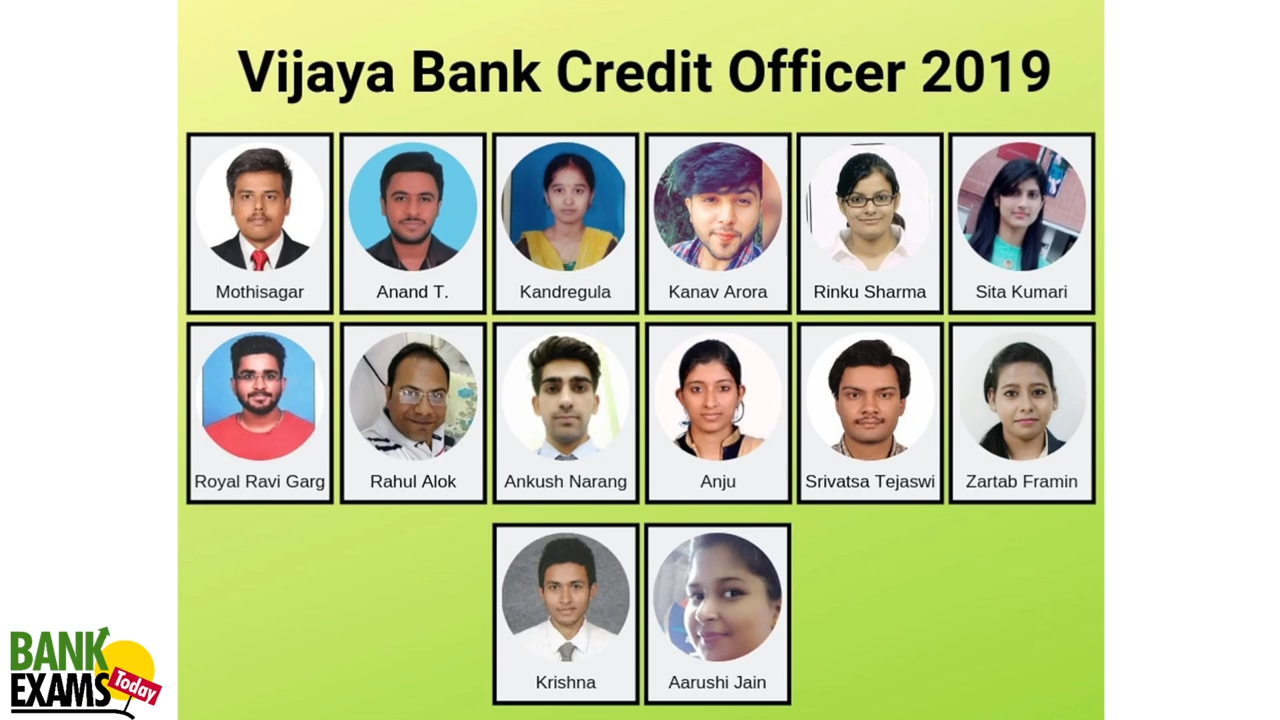 Vijaya Bank Credit Officer 2019
Mothisagar
Anand T.
Kandregula
Kanav Arora
Rinku Sharma
Sita Kumari
Royal Ravi Garg
Rahul Alok
Ankush Narang
Anju
Srivatsa Tejaswi
Zartab Framin
Krishna
Aarushi Jain
BANK
EXAMS
Today